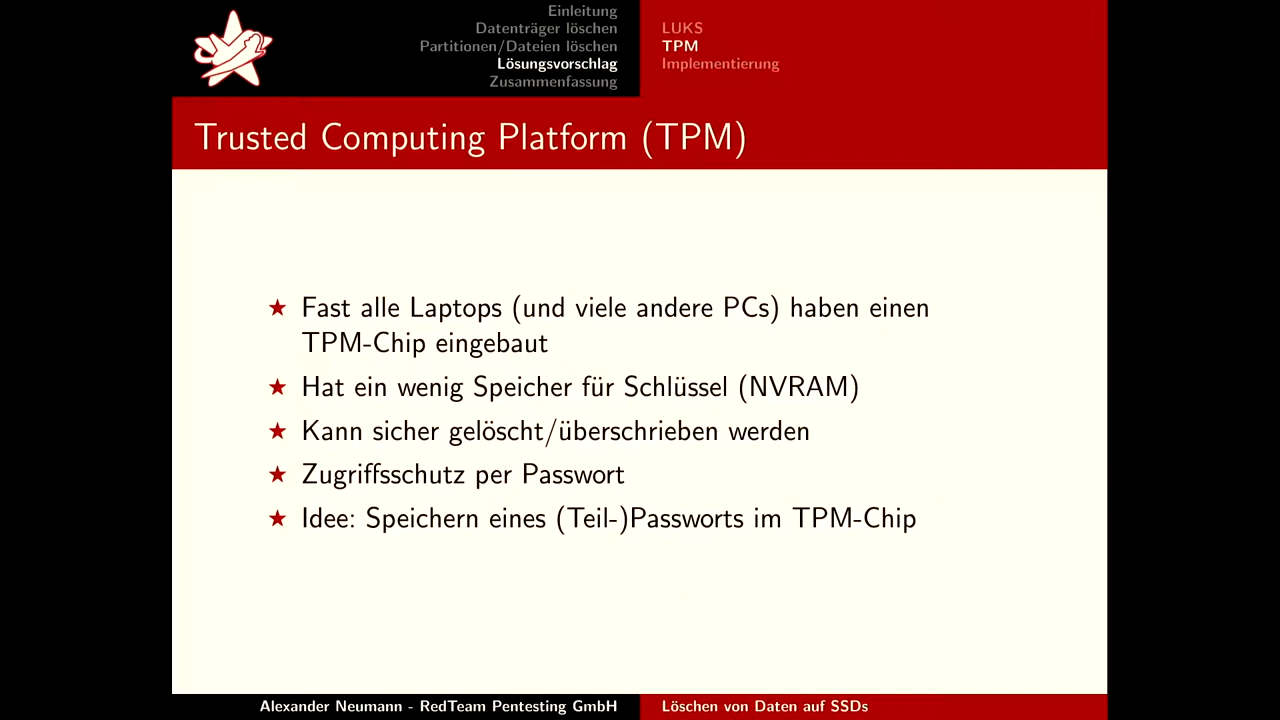 Einleitung
Datenträger löschen
Partitionen/Dateien löschen
Lösungsvorschlag
Zusammenfassung
LUKS
TPM
Implementierung
Trusted Computing Platform (TPM)
Fast alle Laptops (und viele andere PCs) haben einen
TPM-Chip eingebaut
Hat ein wenig Speicher für Schlüssel (NVRAM)
Kann sicher gelöscht/überschrieben werden
Zugriffsschutz per Passwort
Idee: Speichern eines (Teil-)Passworts im TPM-Chip
Alexander Neumann - RedTeam Pentesting GmbH
Löschen von Daten auf SSDs